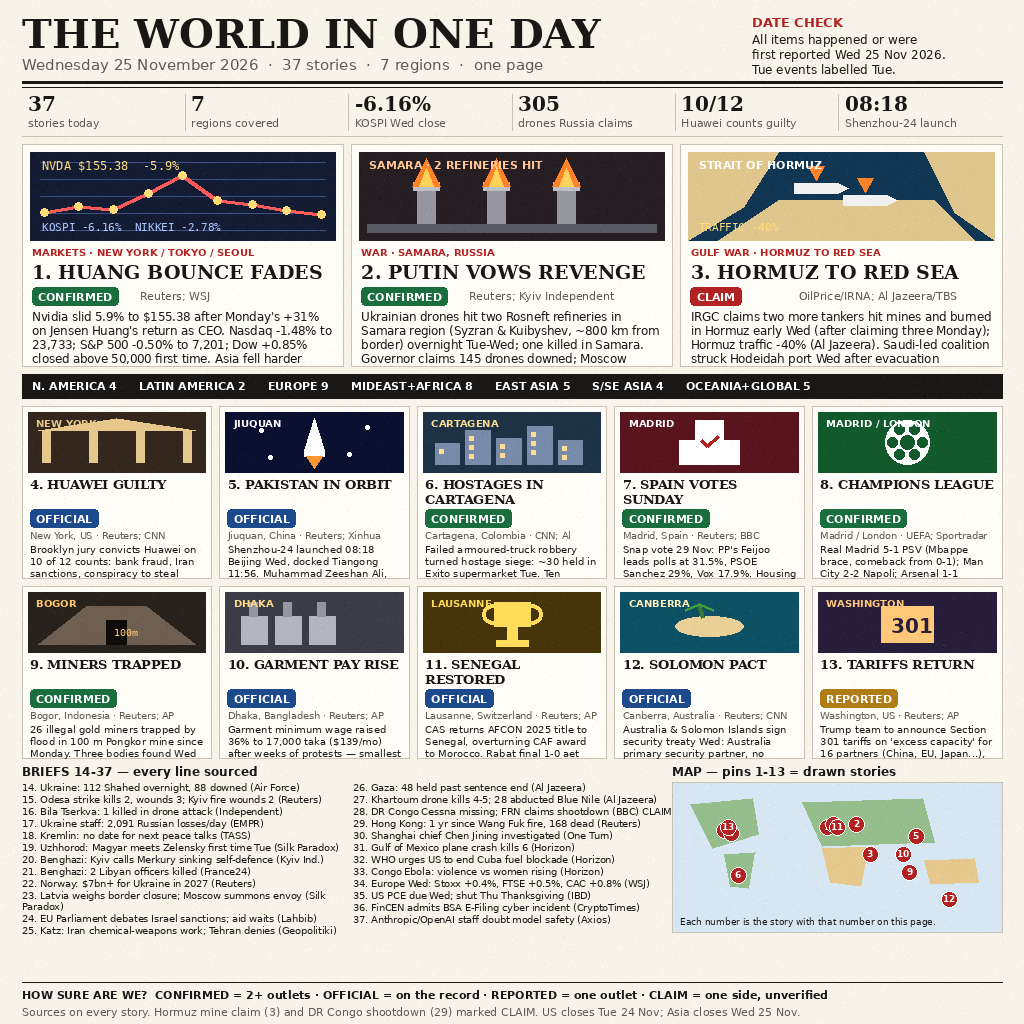 THE WORLD IN ONE DAY
Wednesday 25 November 2026 · 37 stories · 7 regions · one page
DATE CHECK
All items happened or were
first reported Wed 25 Nov 2026.
Tue events labelled Tue.
37
stories today
7
regions covered
-6.16%
KOSPI Wed close
305
drones Russia claims
10/12
Huawei counts guilty
08:18
Shenzhou-24 launch
NVDA $155.38 -5.9%
KOSPI -6.16% NIKKEI -2.78%
MARKETS · NEW YORK / TOKYO / SEOUL
1. HUANG BOUNCE FADES
CONFIRMED
Reuters; WSJ
Nvidia slid 5.9% to $155.38 after Monday's +31%
on Jensen Huang's return as CEO. Nasdaq -1.48% to
23,733; S&P 500 -0.50% to 7,201; Dow +0.85%
closed above 50,000 first time. Asia fell harder
SAMARA · 2 REFINERIES HIT
WAR · SAMARA, RUSSIA
2. PUTIN VOWS REVENGE
CONFIRMED
Reuters; Kyiv Independent
Ukrainian drones hit two Rosneft refineries in
Samara region (Syzran & Kuibyshev, ~800 km from
border) overnight Tue-Wed; one killed in Samara.
Governor claims 145 drones downed; Moscow
STRAIT OF HORMUZ
TRAFFIC -40%
GULF WAR · HORMUZ TO RED SEA
3. HORMUZ TO RED SEA
CLAIM
OilPrice/IRNA; Al Jazeera/TBS
IRGC claims two more tankers hit mines and burned
in Hormuz early Wed (after claiming three Monday);
Hormuz traffic -40% (Al Jazeera). Saudi-led coalition
struck Hodeidah port Wed after evacuation
N. AMERICA 4 LATIN AMERICA 2 EUROPE 9 MIDEAST+AFRICA 8 EAST ASIA 5 S/SE ASIA 4 OCEANIA+GLOBAL 5
NEW YORK
4. HUAWEI GUILTY
OFFICIAL
New York, US · Reuters; CNN
Brooklyn jury convicts Huawei on
10 of 12 counts: bank fraud, Iran
sanctions, conspiracy to steal
JIUQUAN
5. PAKISTAN IN ORBIT
OFFICIAL
Jiuquan, China · Reuters; Xinhua
Shenzhou-24 launched 08:18
Beijing Wed, docked Tiangong
11:56. Muhammad Zeeshan Ali,
CARTAGENA
6. HOSTAGES IN
CARTAGENA
CONFIRMED
Cartagena, Colombia · CNN; Al
Failed armoured-truck robbery
turned hostage siege: ~30 held in
Exito supermarket Tue. Ten
MADRID
7. SPAIN VOTES
SUNDAY
CONFIRMED
Madrid, Spain · Reuters; BBC
Snap vote 29 Nov: PP's Feijoo
leads polls at 31.5%, PSOE
Sanchez 29%, Vox 17.9%. Housing
MADRID / LONDON
8. CHAMPIONS LEAGUE
CONFIRMED
Madrid / London · UEFA; Sportradar
Real Madrid 5-1 PSV (Mbappe
brace, comeback from 0-1); Man
City 2-2 Napoli; Arsenal 1-1
BOGOR
100m
9. MINERS TRAPPED
CONFIRMED
Bogor, Indonesia · Reuters; AP
26 illegal gold miners trapped by
flood in 100 m Pongkor mine since
Monday. Three bodies found Wed
DHAKA
10. GARMENT PAY RISE
OFFICIAL
Dhaka, Bangladesh · Reuters; AP
Garment minimum wage raised
36% to 17,000 taka ($139/mo)
after weeks of protests — smallest
LAUSANNE
11. SENEGAL
RESTORED
OFFICIAL
Lausanne, Switzerland · Reuters; AP
CAS returns AFCON 2025 title to
Senegal, overturning CAF award
to Morocco. Rabat final 1-0 aet
CANBERRA
12. SOLOMON PACT
OFFICIAL
Canberra, Australia · Reuters; CNN
Australia & Solomon Islands sign
security treaty Wed: Australia
primary security partner, no
WASHINGTON
301
13. TARIFFS RETURN
REPORTED
Washington, US · Reuters; AP
Trump team to announce Section
301 tariffs on 'excess capacity' for
16 partners (China, EU, Japan...),
BRIEFS 14-37 — every line sourced
14. Ukraine: 112 Shahed overnight, 88 downed (Air Force)
15. Odesa strike kills 2, wounds 3; Kyiv fire wounds 2 (Reuters)
16. Bila Tserkva: 1 killed in drone attack (Independent)
17. Ukraine staff: 2,091 Russian losses/day (EMPR)
18. Kremlin: no date for next peace talks (TASS)
19. Uzhhorod: Magyar meets Zelensky first time Tue (Silk Paradox)
20. Benghazi: Kyiv calls Merkury sinking self-defence (Kyiv Ind.)
21. Benghazi: 2 Libyan officers killed (France24)
22. Norway: $7bn+ for Ukraine in 2027 (Reuters)
23. Latvia weighs border closure; Moscow summons envoy (Silk
Paradox)
24. EU Parliament debates Israel sanctions; aid waits (Lahbib)
25. Katz: Iran chemical-weapons work; Tehran denies (Geopolitiki)
26. Gaza: 48 held past sentence end (Al Jazeera)
27. Khartoum drone kills 4-5; 28 abducted Blue Nile (Al Jazeera)
28. DR Congo Cessna missing; FRN claims shootdown (BBC) CLAIM
29. Hong Kong: 1 yr since Wang Fuk fire, 168 dead (Reuters)
30. Shanghai chief Chen Jining investigated (One Tum)
31. Gulf of Mexico plane crash kills 6 (Horizon)
32. WHO urges US to end Cuba fuel blockade (Horizon)
33. Congo Ebola: violence vs women rising (Horizon)
34. Europe Wed: Stoxx +0.4%, FTSE +0.5%, CAC +0.8% (WSJ)
35. US PCE due Wed; shut Thu Thanksgiving (IBD)
36. FinCEN admits BSA E-Filing cyber incident (CryptoTimes)
37. Anthropic/OpenAI staff doubt model safety (Axios)
MAP — pins 1-13 = drawn stories
13
11
2
5
3
10
9
6
12
Each number is the story with that number on this page.
HOW SURE ARE WE? CONFIRMED = 2+ outlets · OFFICIAL = on the record · REPORTED = one outlet · CLAIM = one side, unverified
Sources on every story. Hormuz mine claim (3) and DR Congo shootdown (29) marked CLAIM. US closes Tue 24 Nov; Asia closes Wed 25 Nov.